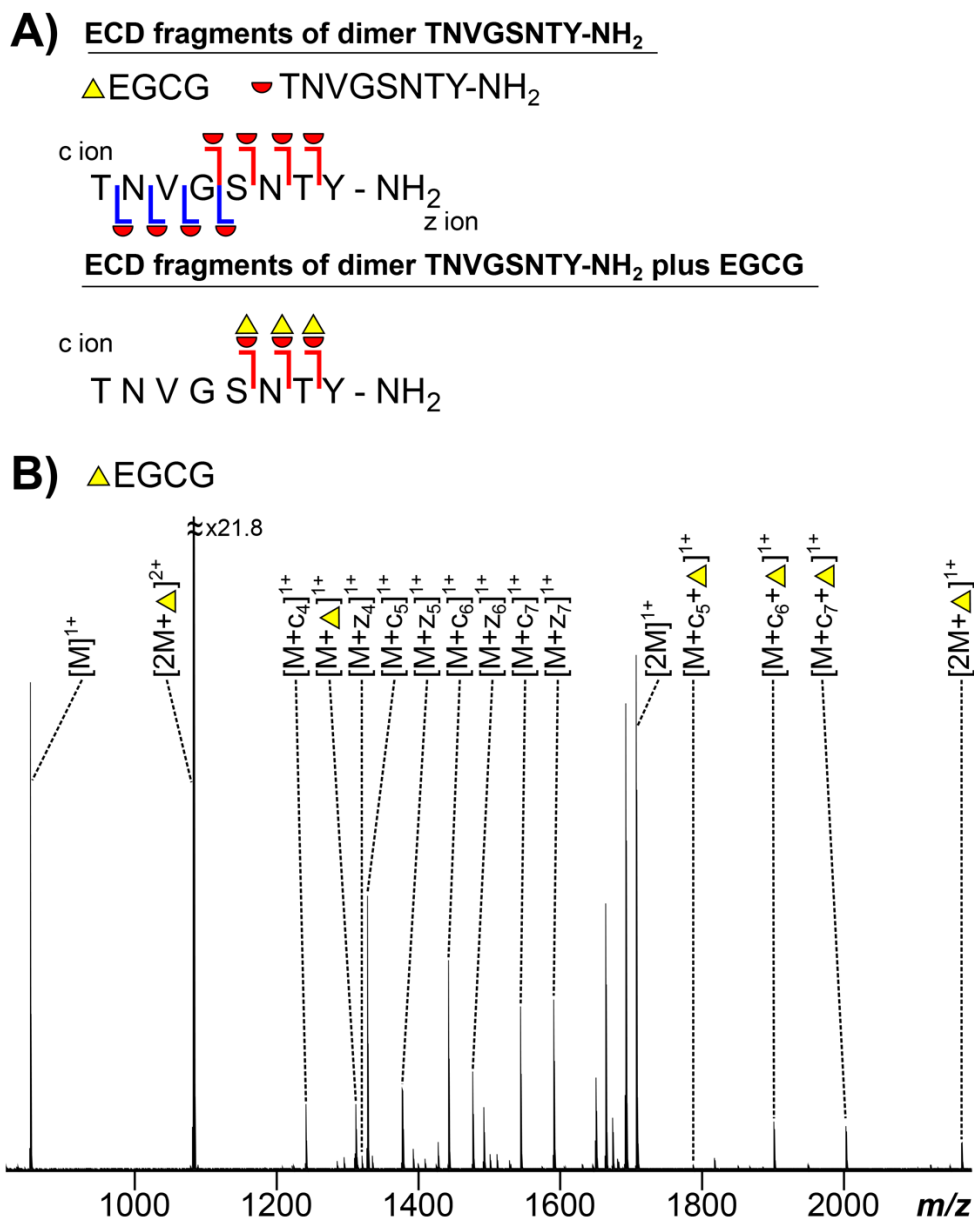 A) ECD fragments of dimer TNVGSNTY-NH₂
EGCG TNVGSNTY-NH₂
c ion
T N V G S N T Y - NH₂
z ion
ECD fragments of dimer TNVGSNTY-NH₂ plus EGCG
c ion
T N V G S N T Y - NH₂
B) EGCG
≈x21.8
[M]¹⁺
[2M+ ]²⁺
[M+c₄]¹⁺
[M+ ]¹⁺
[M+z₄]¹⁺
[M+c₅]¹⁺
[M+z₅]¹⁺
[M+c₆]¹⁺
[M+z₆]¹⁺
[M+c₇]¹⁺
[M+z₇]¹⁺
[2M]¹⁺
[M+c₅+ ]¹⁺
[M+c₆+ ]¹⁺
[M+c₇+ ]¹⁺
[2M+ ]¹⁺
1000 1200 1400 1600 1800 2000 m/z